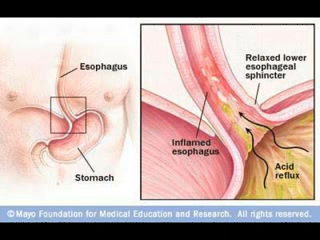 Esophagus
Stomach
Relaxed lower
esophageal
sphincter
Inflamed
esophagus
Acid
reflux
©Mayo Foundation for Medical Education and Research. All rights reserved.